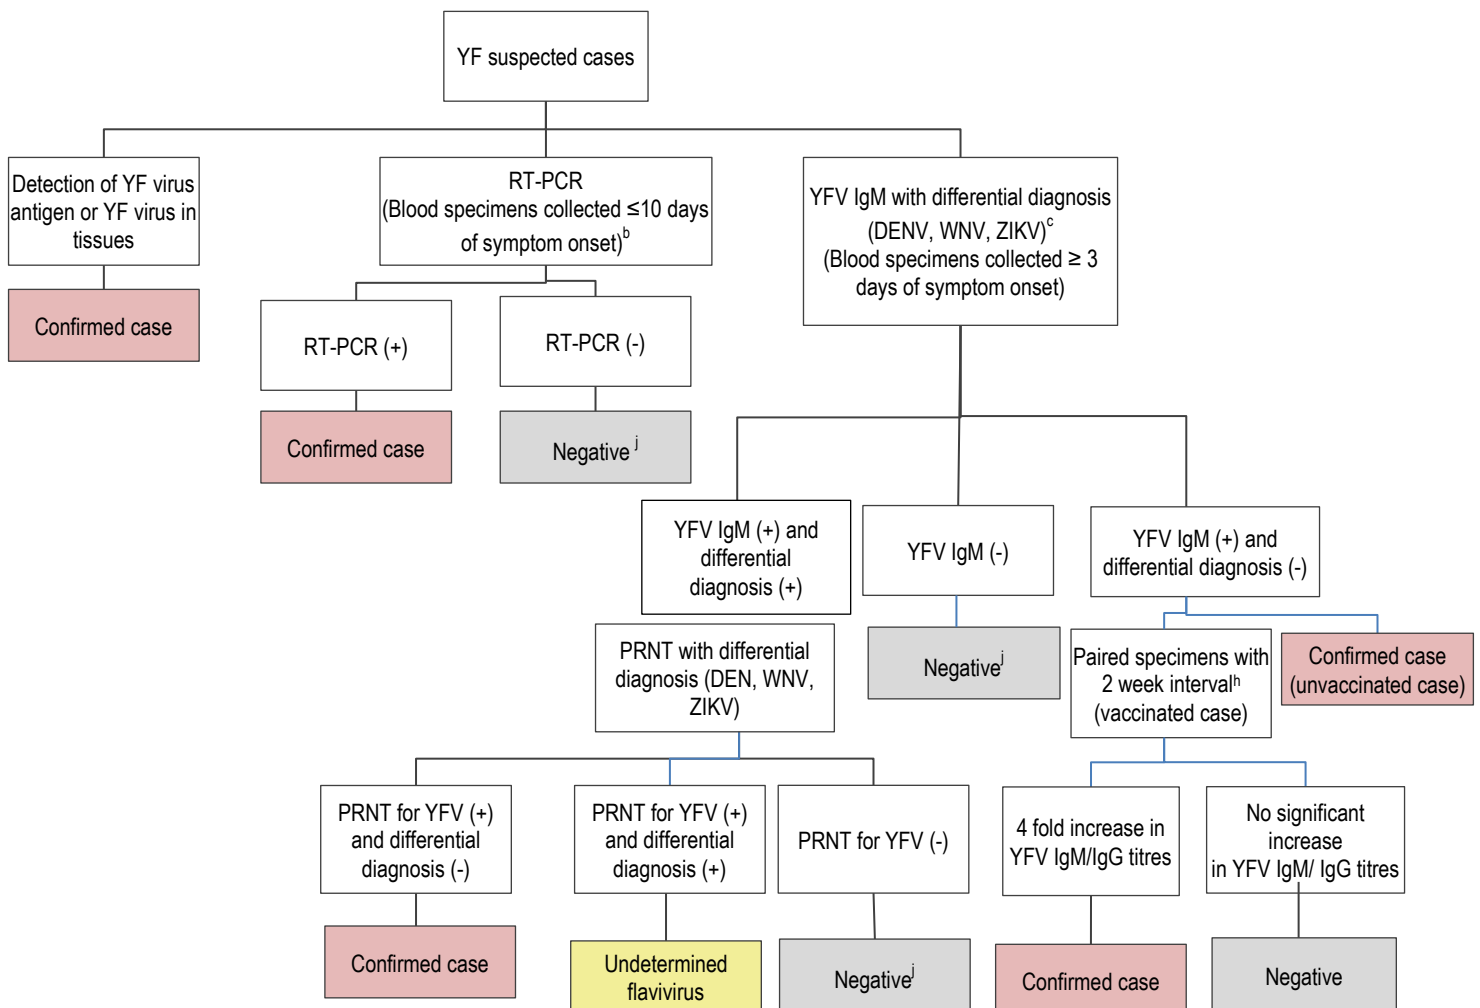 YF suspected cases
Detection of YF virus
antigen or YF virus in
tissues
Confirmed case
RT-PCR
(Blood specimens collected ≤10 days
of symptom onset)b
RT-PCR (+)
Confirmed case
RT-PCR (-)
Negative j
YFV IgM with differential diagnosis
(DENV, WNV, ZIKV)c
(Blood specimens collected ≥ 3
days of symptom onset)
YFV IgM (+) and
differential
diagnosis (+)
YFV IgM (-)
YFV IgM (+) and
differential diagnosis (-)
PRNT with differential
diagnosis (DEN, WNV,
ZIKV)
Negativej
Paired specimens with
2 week intervalh
(vaccinated case)
Confirmed case
(unvaccinated case)
PRNT for YFV (+)
and differential
diagnosis (-)
PRNT for YFV (+)
and differential
diagnosis (+)
PRNT for YFV (-)
4 fold increase in
YFV IgM/IgG titres
No significant
increase
in YFV IgM/ IgG titres
Confirmed case
Undetermined
flavivirus
Negativej
Confirmed case
Negative